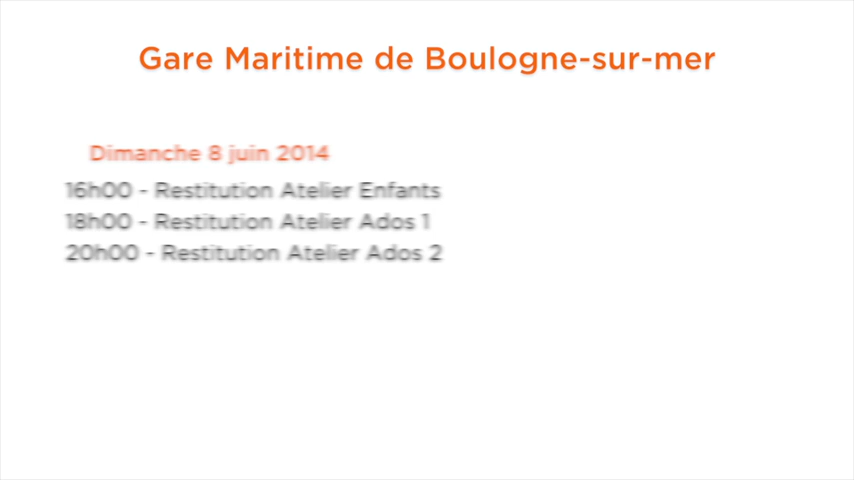 Gare Maritime de Boulogne-sur-mer
Dimanche 8 juin 2014
16h00 - Restitution Atelier Enfants
18h00 - Restitution Atelier Ados 1
20h00 - Restitution Atelier Ados 2